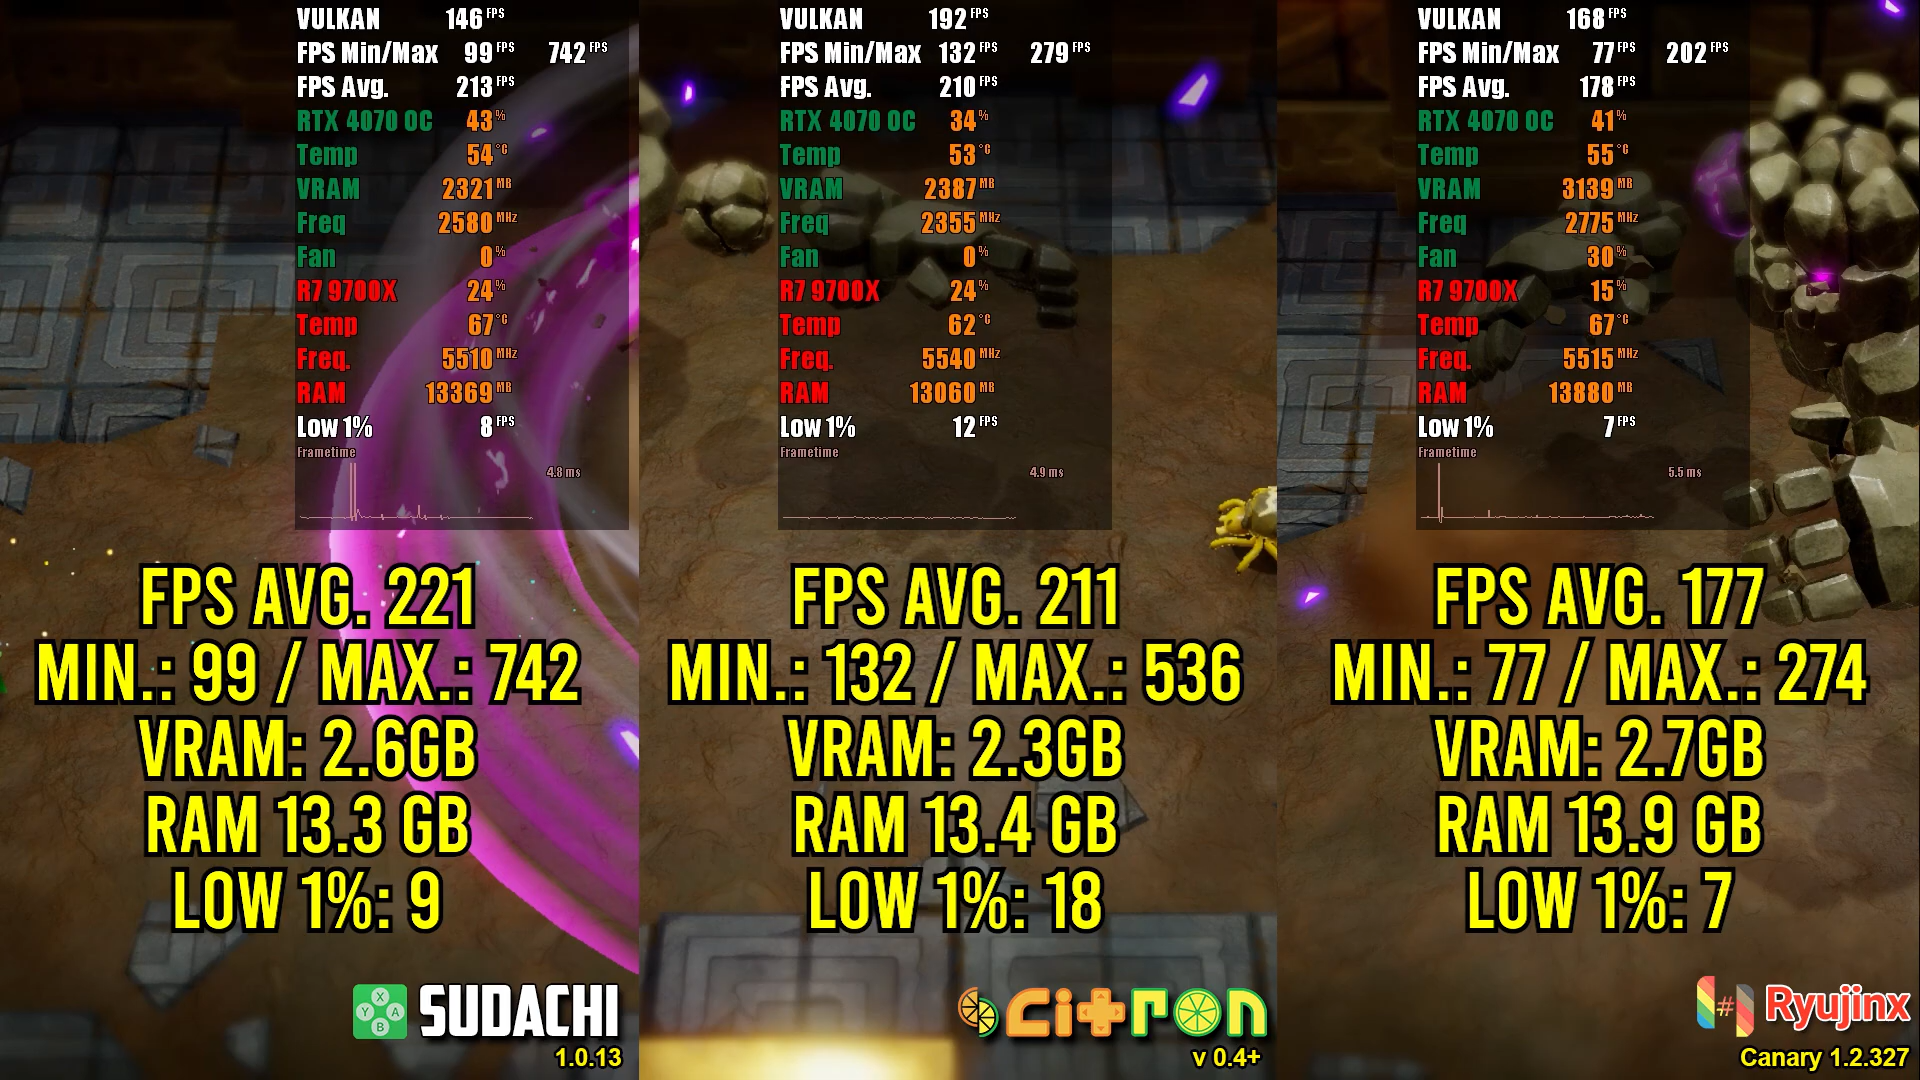 VULKAN 146 FPS
FPS Min/Max 99 FPS 742 FPS
FPS Avg. 213 FPS
RTX 4070 OC 43 %
Temp 54 °C
VRAM 2321 MB
Freq 2580 MHz
Fan 0 %
R7 9700X 24 %
Temp 67 °C
Freq. 5510 MHz
RAM 13369 MB
Low 1% 8 FPS
Frametime
4.8 ms
FPS AVG. 221
MIN.: 99 / MAX.: 742
VRAM: 2.6GB
RAM 13.3 GB
LOW 1%: 9
X
Y A
B
SUDACHI
1.0.13
VULKAN 192 FPS
FPS Min/Max 132 FPS 279 FPS
FPS Avg. 210 FPS
RTX 4070 OC 34 %
Temp 53 °C
VRAM 2387 MB
Freq 2355 MHz
Fan 0 %
R7 9700X 24 %
Temp 62 °C
Freq. 5540 MHz
RAM 13060 MB
Low 1% 12 FPS
Frametime
4.9 ms
FPS AVG. 211
MIN.: 132 / MAX.: 536
VRAM: 2.3GB
RAM 13.4 GB
LOW 1%: 18
citron
v 0.4+
VULKAN 168 FPS
FPS Min/Max 77 FPS 202 FPS
FPS Avg. 178 FPS
RTX 4070 OC 41 %
Temp 55 °C
VRAM 3139 MB
Freq 2775 MHz
Fan 30 %
R7 9700X 15 %
Temp 67 °C
Freq. 5515 MHz
RAM 13880 MB
Low 1% 7 FPS
Frametime
5.5 ms
FPS AVG. 177
MIN.: 77 / MAX.: 274
VRAM: 2.7GB
RAM 13.9 GB
LOW 1%: 7
# Ryujinx
Canary 1.2.327